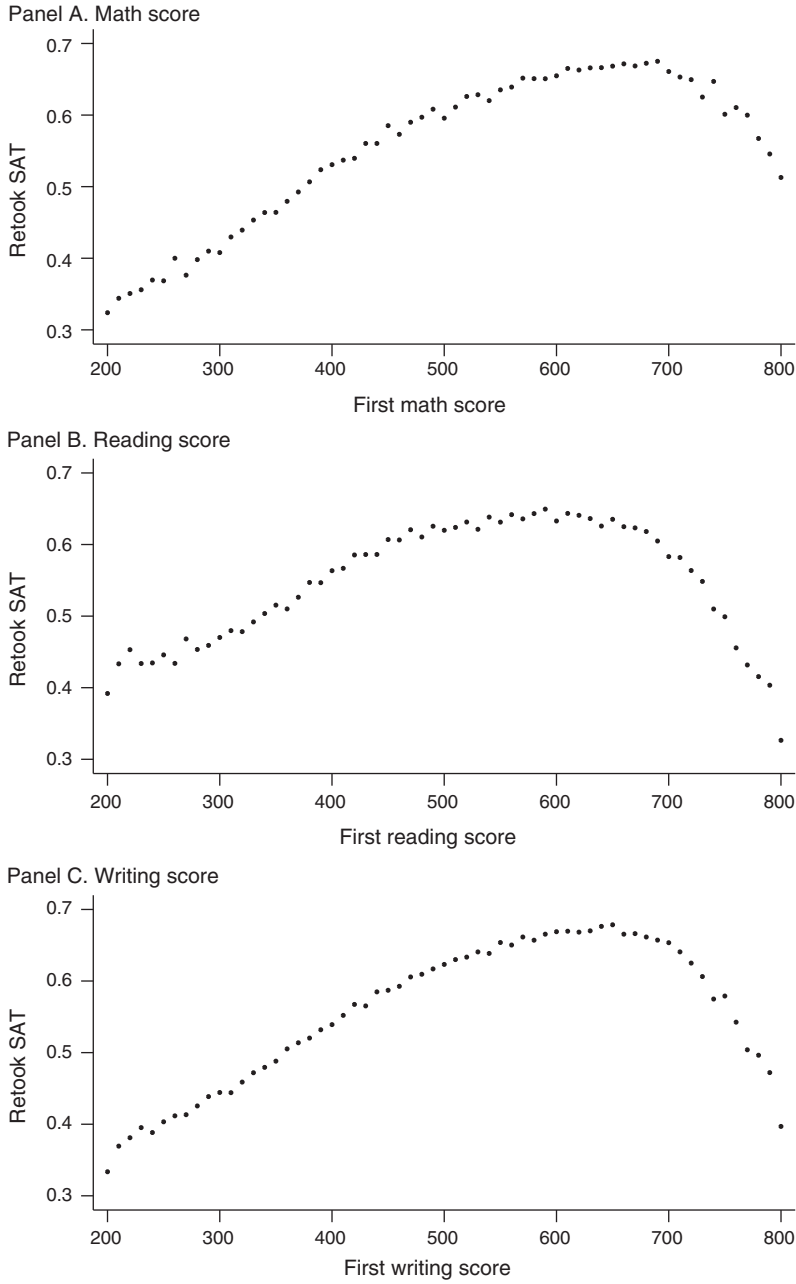 Panel A. Math score
0.7
0.6
0.5
0.4
0.3
Retook SAT
200 300 400 500 600 700 800
First math score
Panel B. Reading score
0.7
0.6
0.5
0.4
0.3
Retook SAT
200 300 400 500 600 700 800
First reading score
Panel C. Writing score
0.7
0.6
0.5
0.4
0.3
Retook SAT
200 300 400 500 600 700 800
First writing score